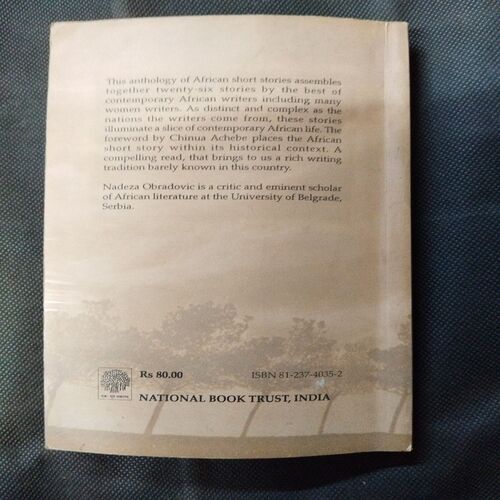 This anthology of African short stories assembles
together twenty-six stories by the best of
contemporary African writers including many
women writers. As distinct and complex as the
nations the writers come from, these stories
illuminate a slice of contemporary African life. The
foreword by Chinua Achebe places the African
short story within its historical context. A
compelling read, that brings to us a rich writing
tradition barely known in this country.
Nadeza Obradovic is a critic and eminent scholar
of African literature at the University of Belgrade,
Serbia.
Rs 80.00
ISBN 81-237-4035-2
NATIONAL BOOK TRUST, INDIA